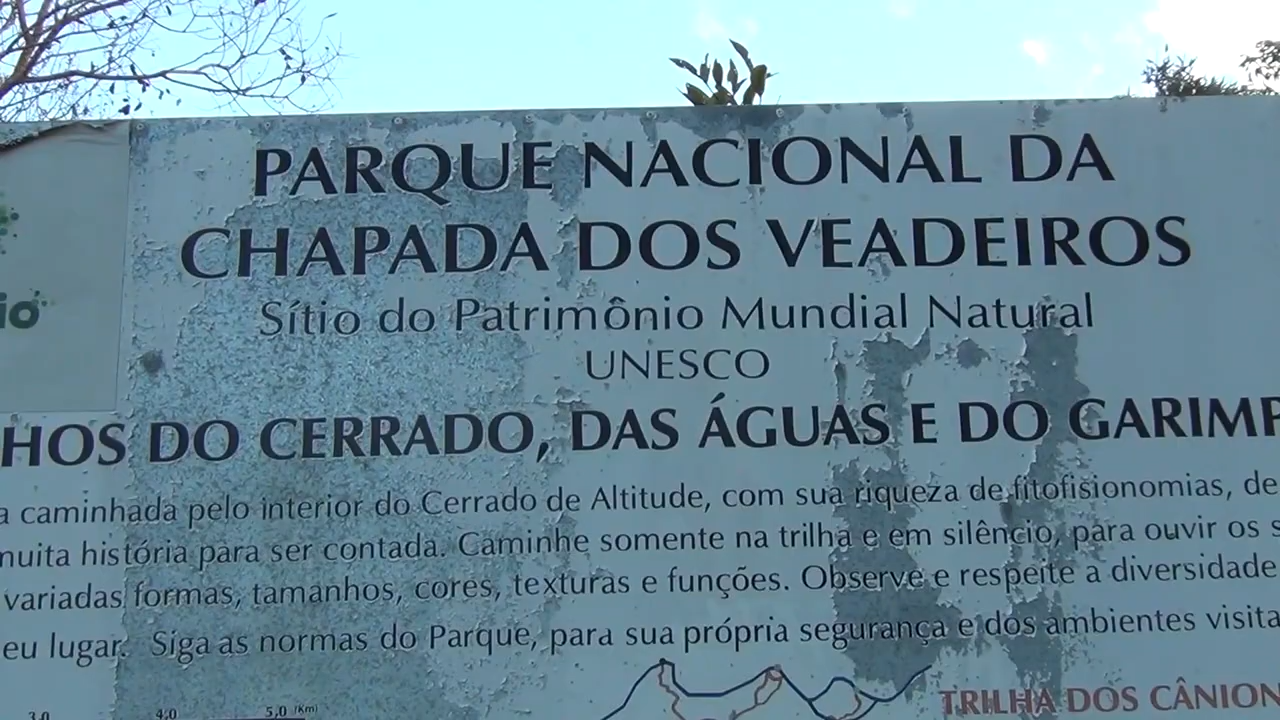 PARQUE NACIONAL DA
CHAPADA DOS VEADEIROS
Sítio do Patrimônio Mundial Natural
UNESCO
io
HOS DO CERRADO, DAS ÁGUAS E DO GARIMP
a caminhada pelo interior do Cerrado de Altitude, com sua riqueza de fitofisionomias, de
muita história para ser contada. Caminhe somente na trilha e em silêncio, para ouvir os s
variadas formas, tamanhos, cores, texturas e funções. Observe e respeite a diversidade
eu lugar. Siga as normas do Parque, para sua própria segurança e dos ambientes visita
TRILHA DOS CÂNION
3,0 4,0 5,0 (Km)